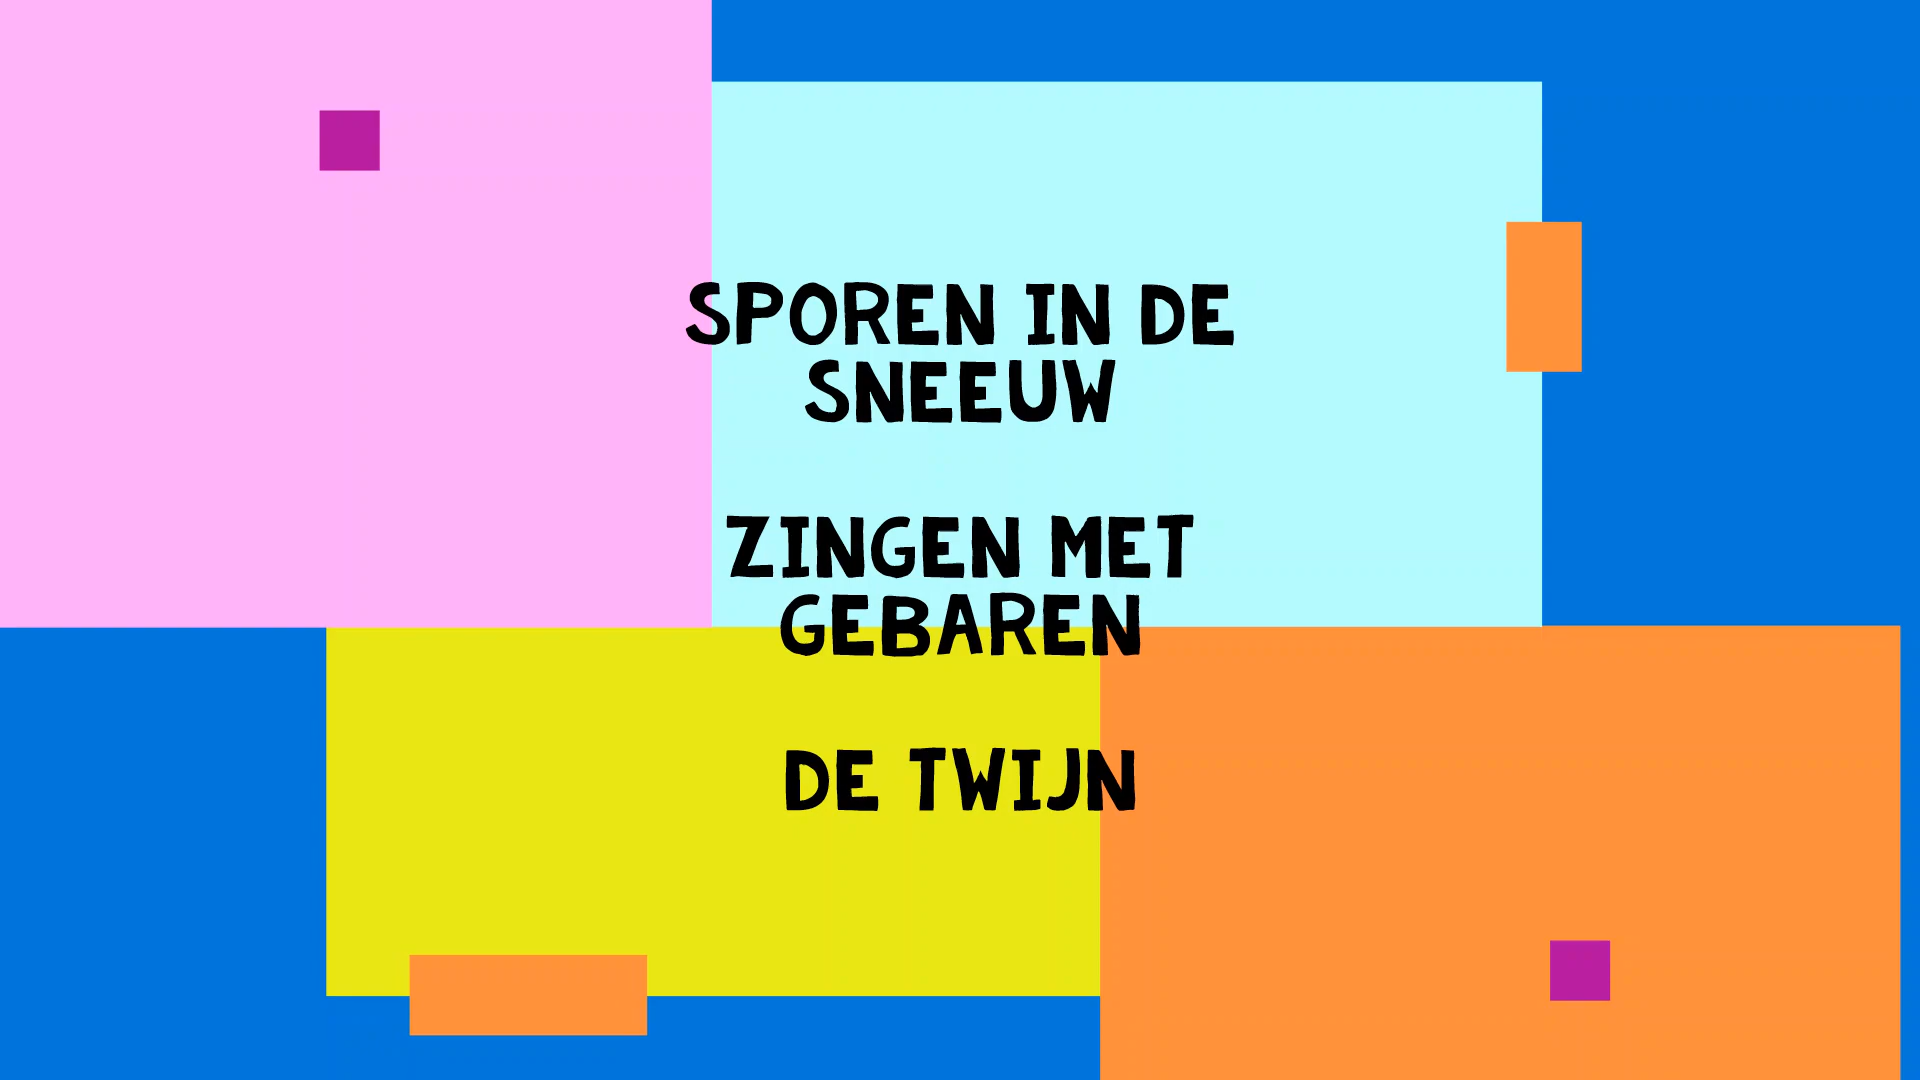 SPOREN IN DE
SNEEUW
ZINGEN MET
GEBAREN
DE TWIJN